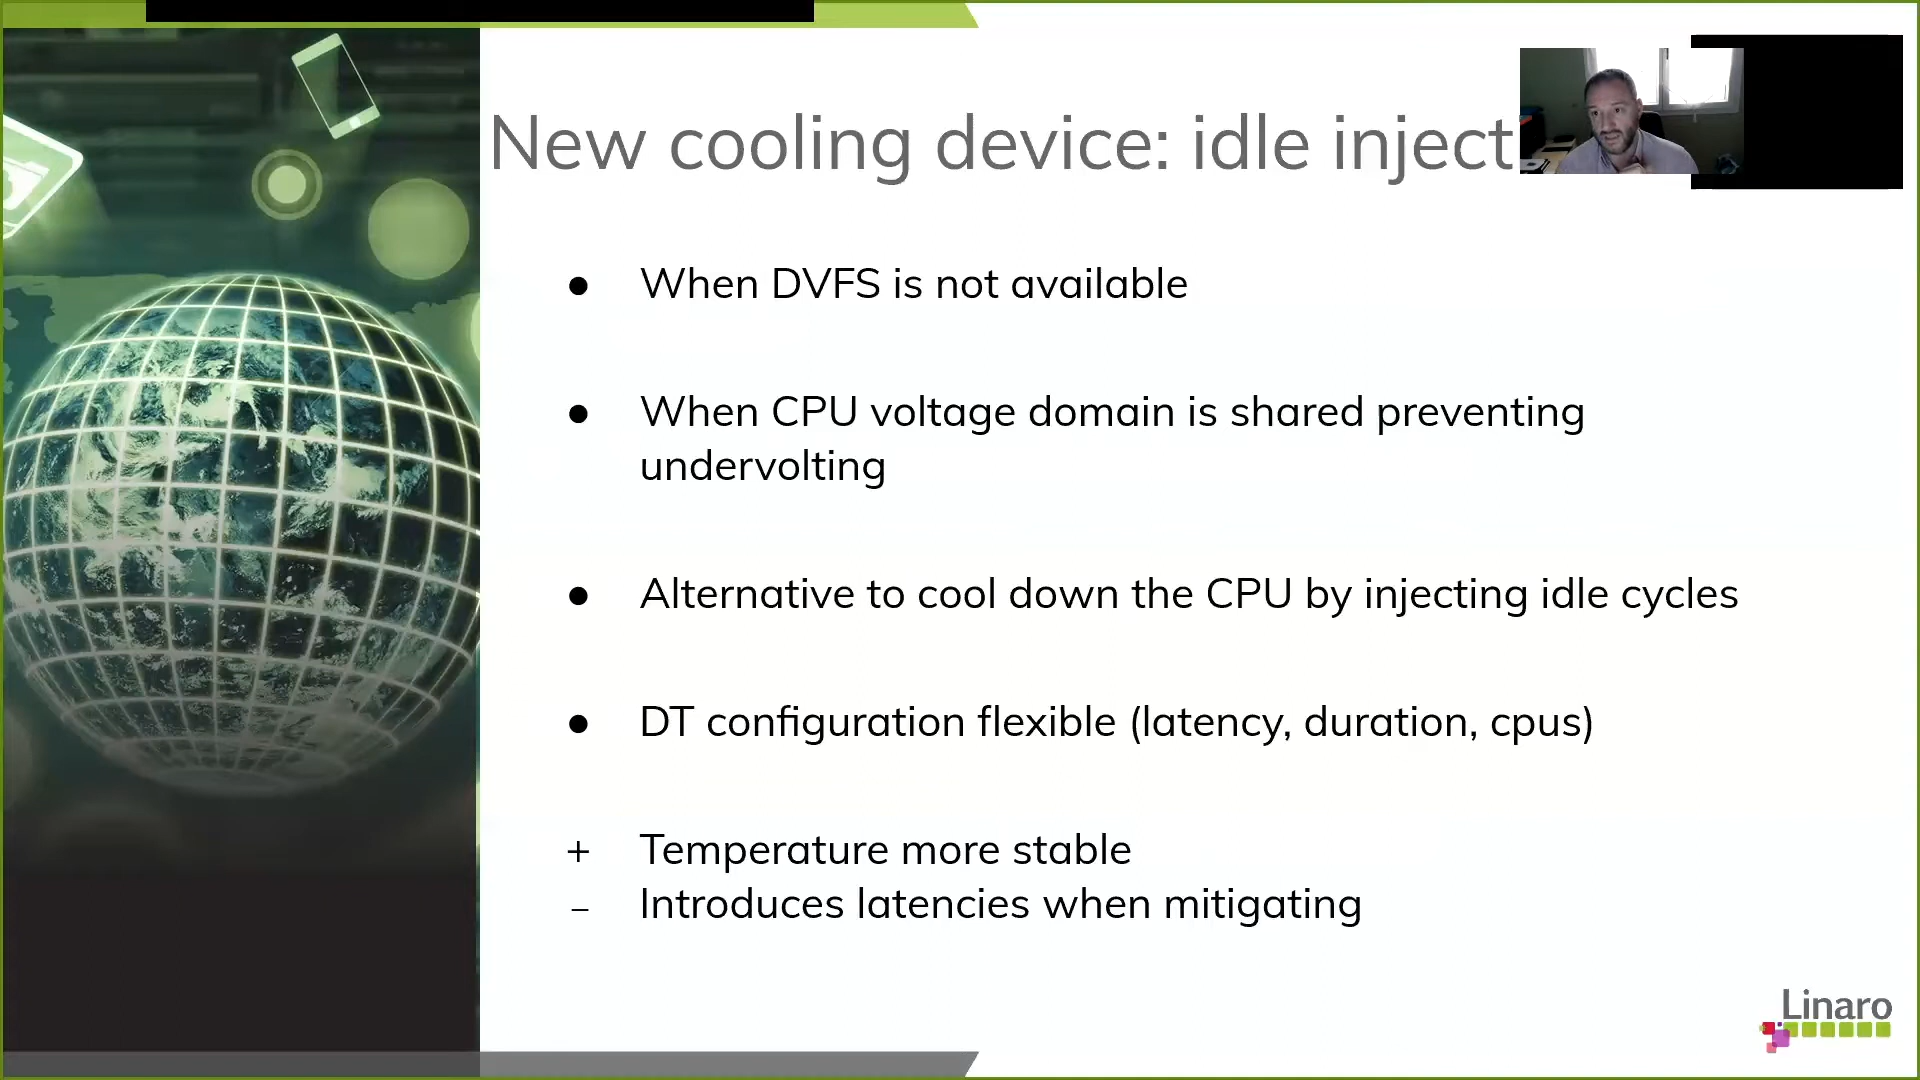 New cooling device: idle inject
● When DVFS is not available
● When CPU voltage domain is shared preventing
undervolting
● Alternative to cool down the CPU by injecting idle cycles
● DT configuration flexible (latency, duration, cpus)
+ Temperature more stable
– Introduces latencies when mitigating
Linaro